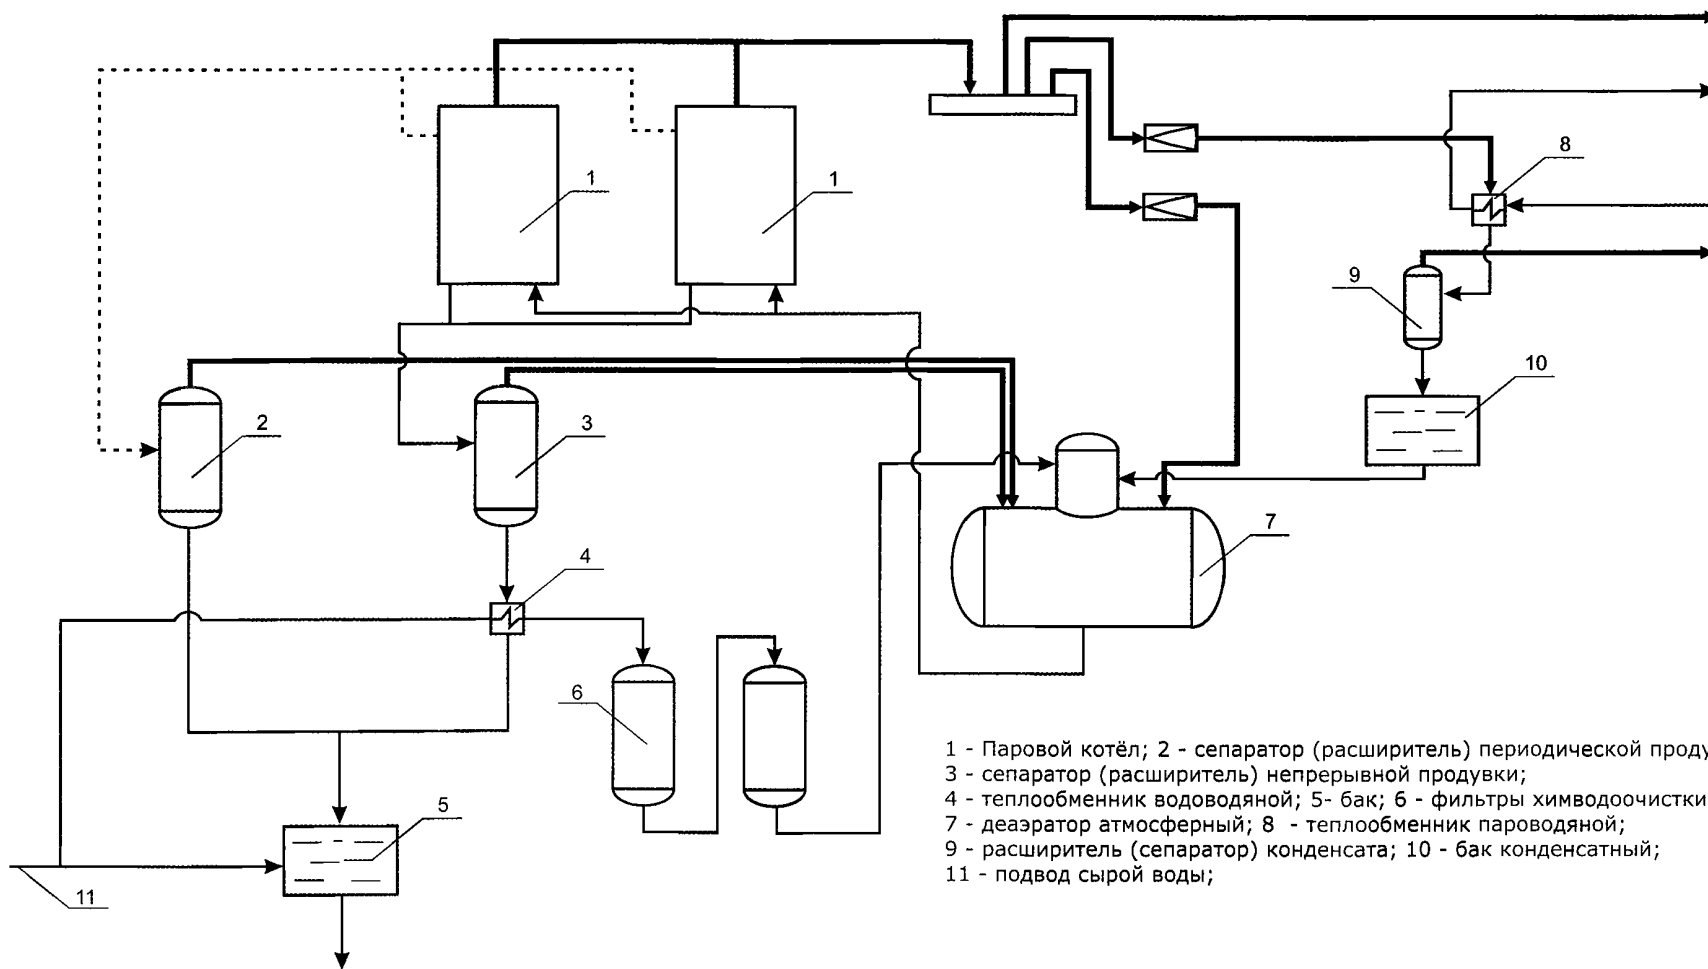 1
1
8
9
10
2
3
7
4
6
5
11
1 - Паровой котёл; 2 - сепаратор (расширитель) периодической проду
3 - сепаратор (расширитель) непрерывной продувки;
4 - теплообменник водоводяной; 5- бак; 6 - фильтры химводоочистки
7 - деаэратор атмосферный; 8 - теплообменник пароводяной;
9 - расширитель (сепаратор) конденсата; 10 - бак конденсатный;
11 - подвод сырой воды;